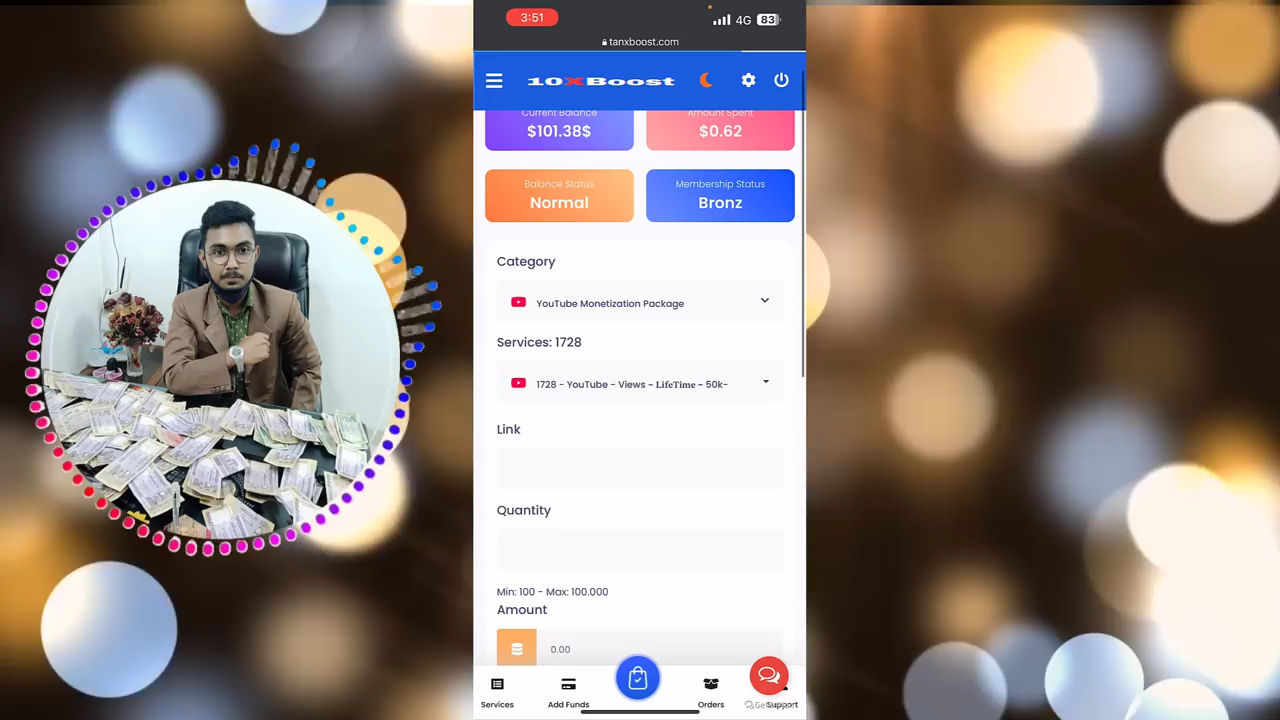 3:51
4G 83
tanxboost.com
10XBoost
Current Balance
$101.38$
Amount Spent
$0.62
Balance Status
Normal
Membership Status
Bronz
Category
YouTube Monetization Package
Services: 1728
1728 - YouTube - Views ~ 𝐋𝐢𝐟𝐞𝐓𝐢𝐦𝐞 ~ 50k-
Link
Quantity
Min: 100 - Max: 100.000
Amount
0.00
Services
Add Funds
Orders
Support